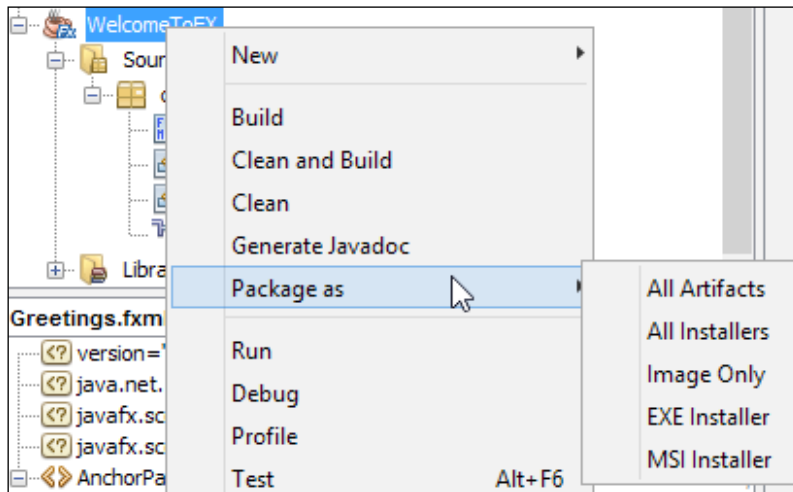 WelcomeToFX
Sour
New
Build
Clean and Build
Clean
Generate Javadoc
Libra
Package as
All Artifacts
All Installers
Image Only
EXE Installer
MSI Installer
Greetings.fxml
<?> version="
<?> java.net.
<?> javafx.sc
<?> javafx.sc
<> AnchorPa
Run
Debug
Profile
Test Alt+F6